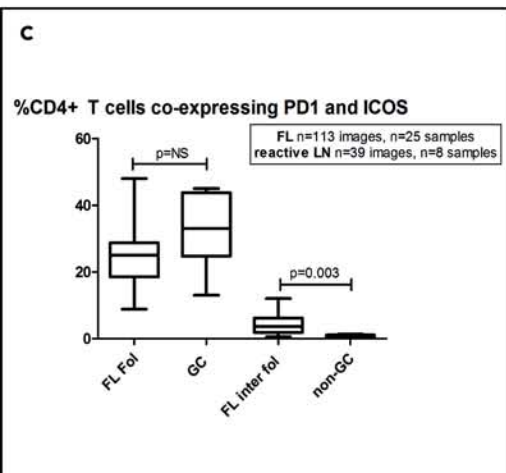 C
%CD4+ T cells co-expressing PD1 and ICOS
FL n=113 images, n=25 samples
reactive LN n=39 images, n=8 samples
60
40
20
0
p=NS
p=0.003
FL Fol
GC
FL inter fol
non-GC